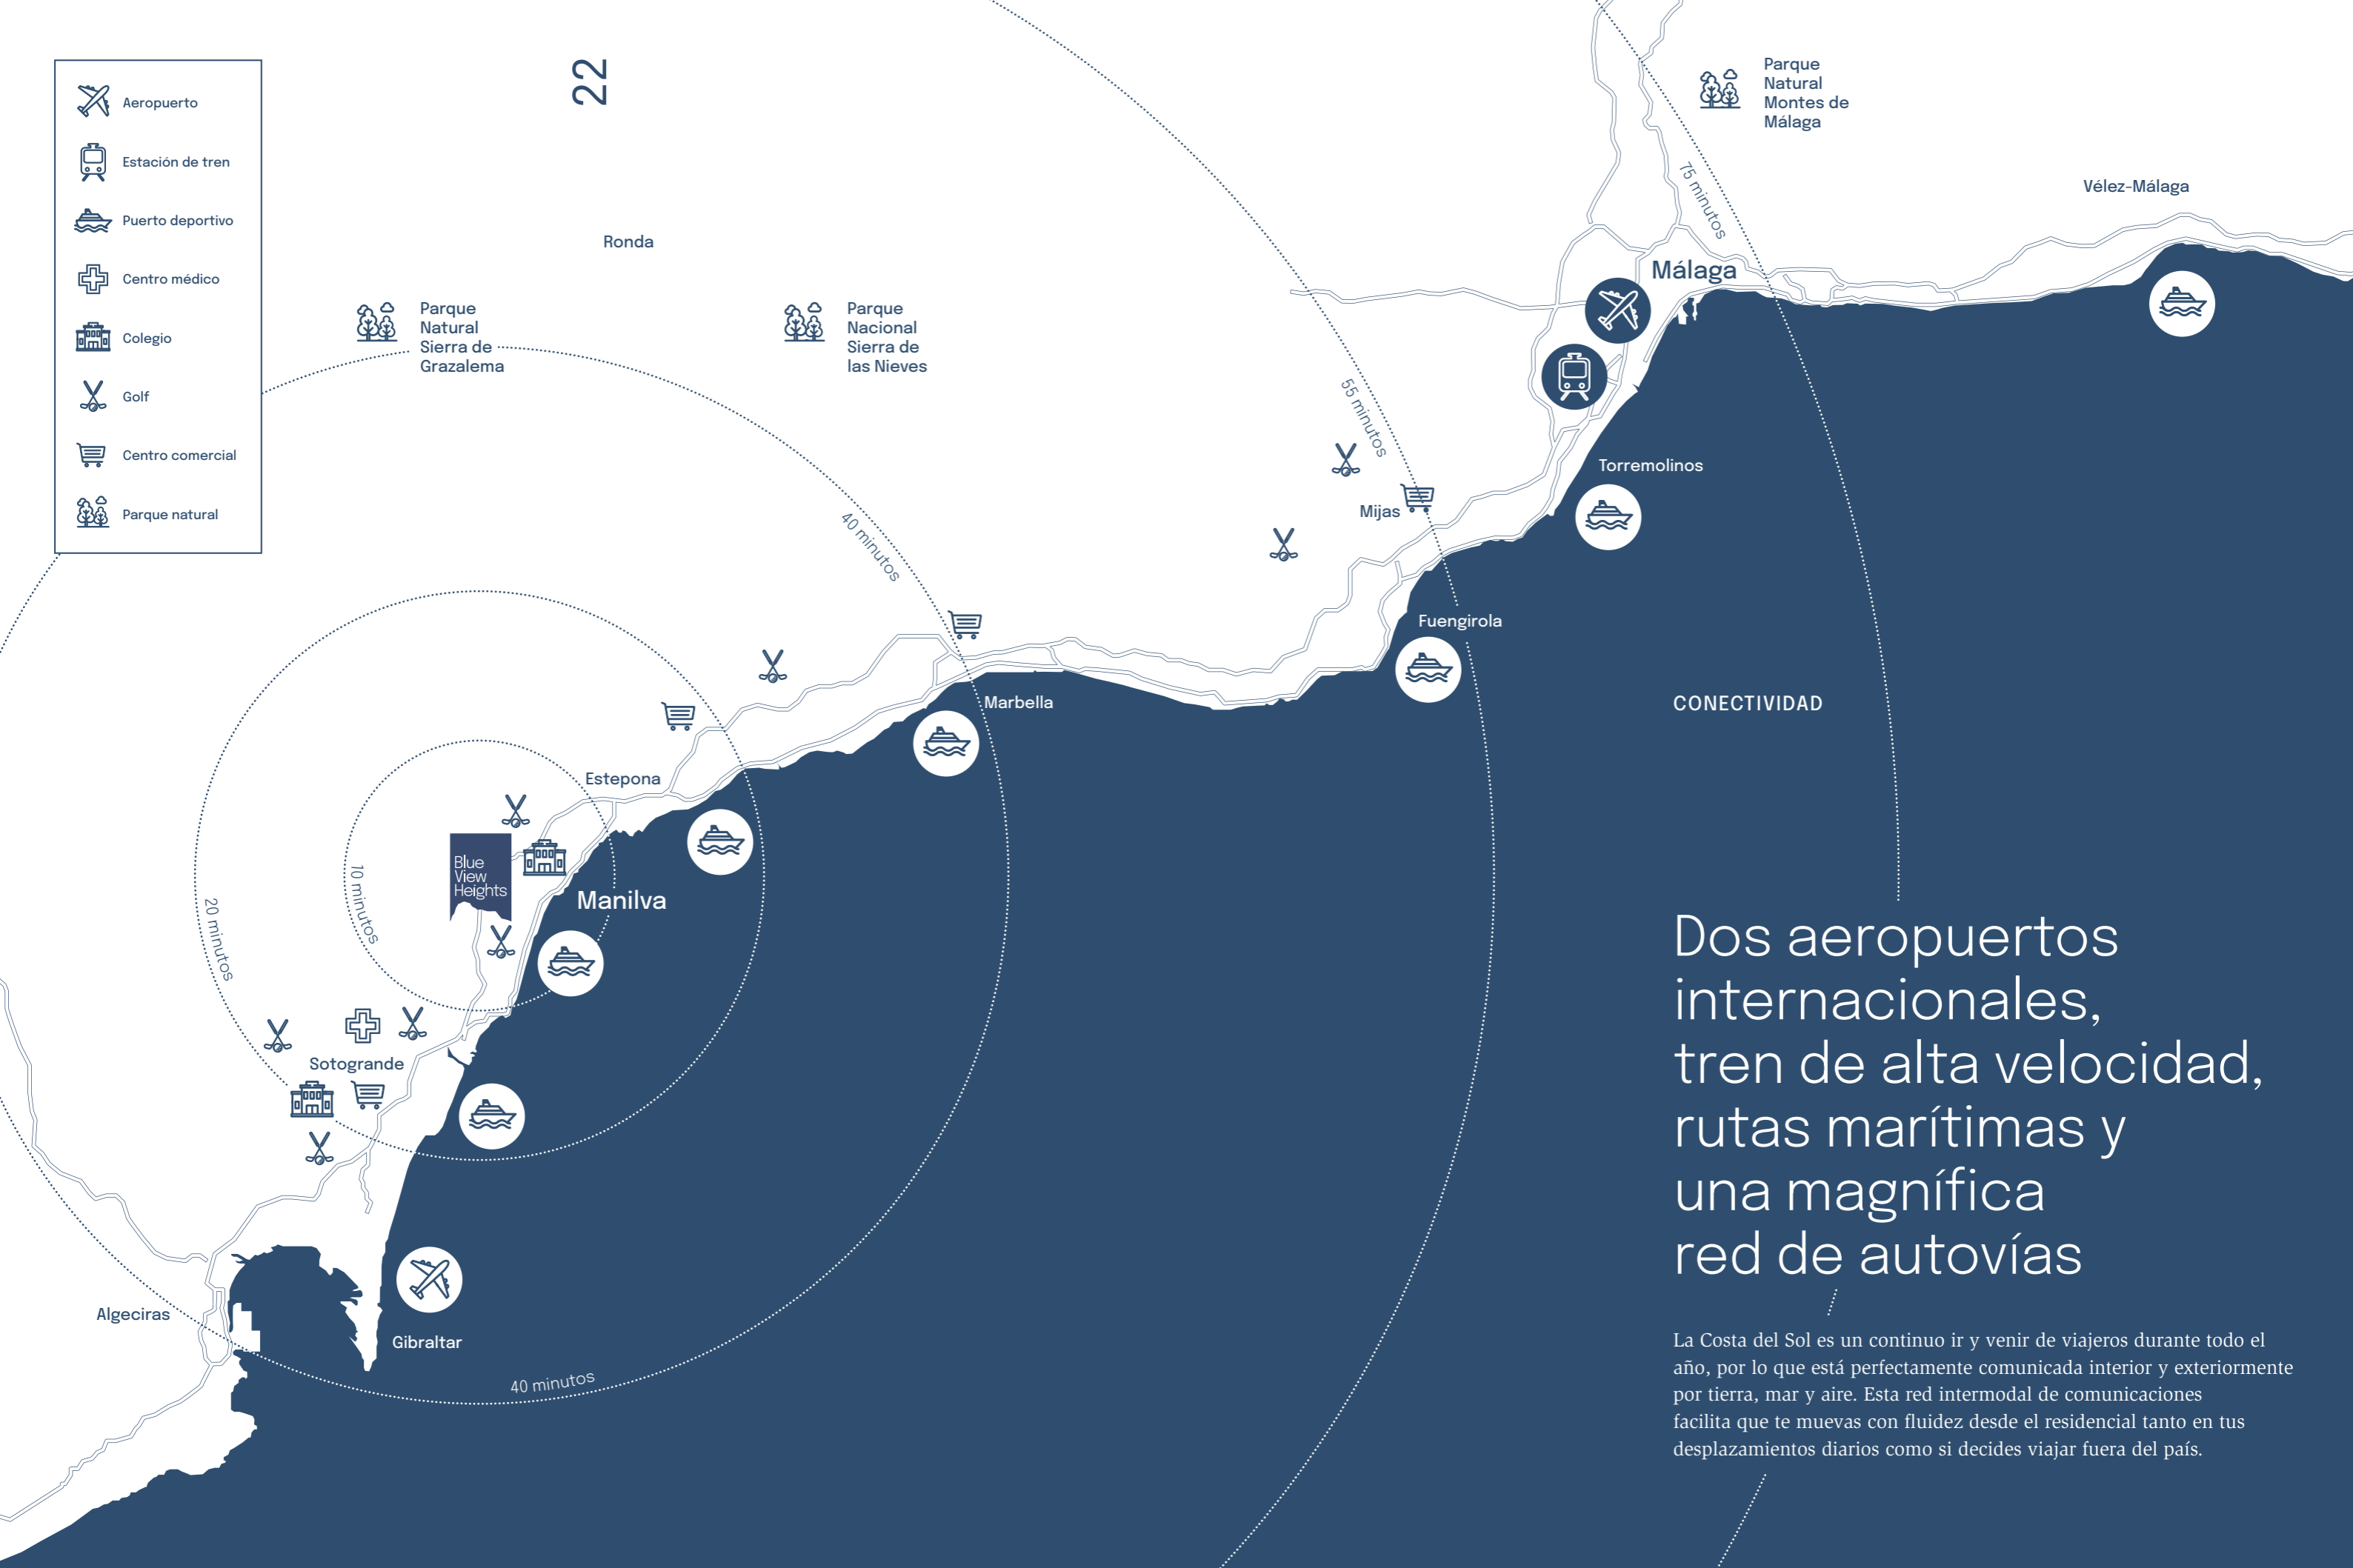 22
Aeropuerto
Estación de tren
Puerto deportivo
Centro médico
Colegio
Golf
Centro comercial
Parque natural
Parque
Natural
Montes de
Málaga
Vélez-Málaga
Ronda
Parque
Natural
Sierra de
Grazalema
Parque
Nacional
Sierra de
las Nieves
75 minutos
Málaga
55 minutos
Torremolinos
Mijas
40 minutos
Fuengirola
Marbella
Estepona
Blue
View
Heights
Manilva
10 minutos
20 minutos
Sotogrande
Algeciras
Gibraltar
40 minutos
CONECTIVIDAD
Dos aeropuertos
internacionales,
tren de alta velocidad,
rutas marítimas y
una magnífica
red de autovías
La Costa del Sol es un continuo ir y venir de viajeros durante todo el
año, por lo que está perfectamente comunicada interior y exteriormente
por tierra, mar y aire. Esta red intermodal de comunicaciones
facilita que te muevas con fluidez desde el residencial tanto en tus
desplazamientos diarios como si decides viajar fuera del país.